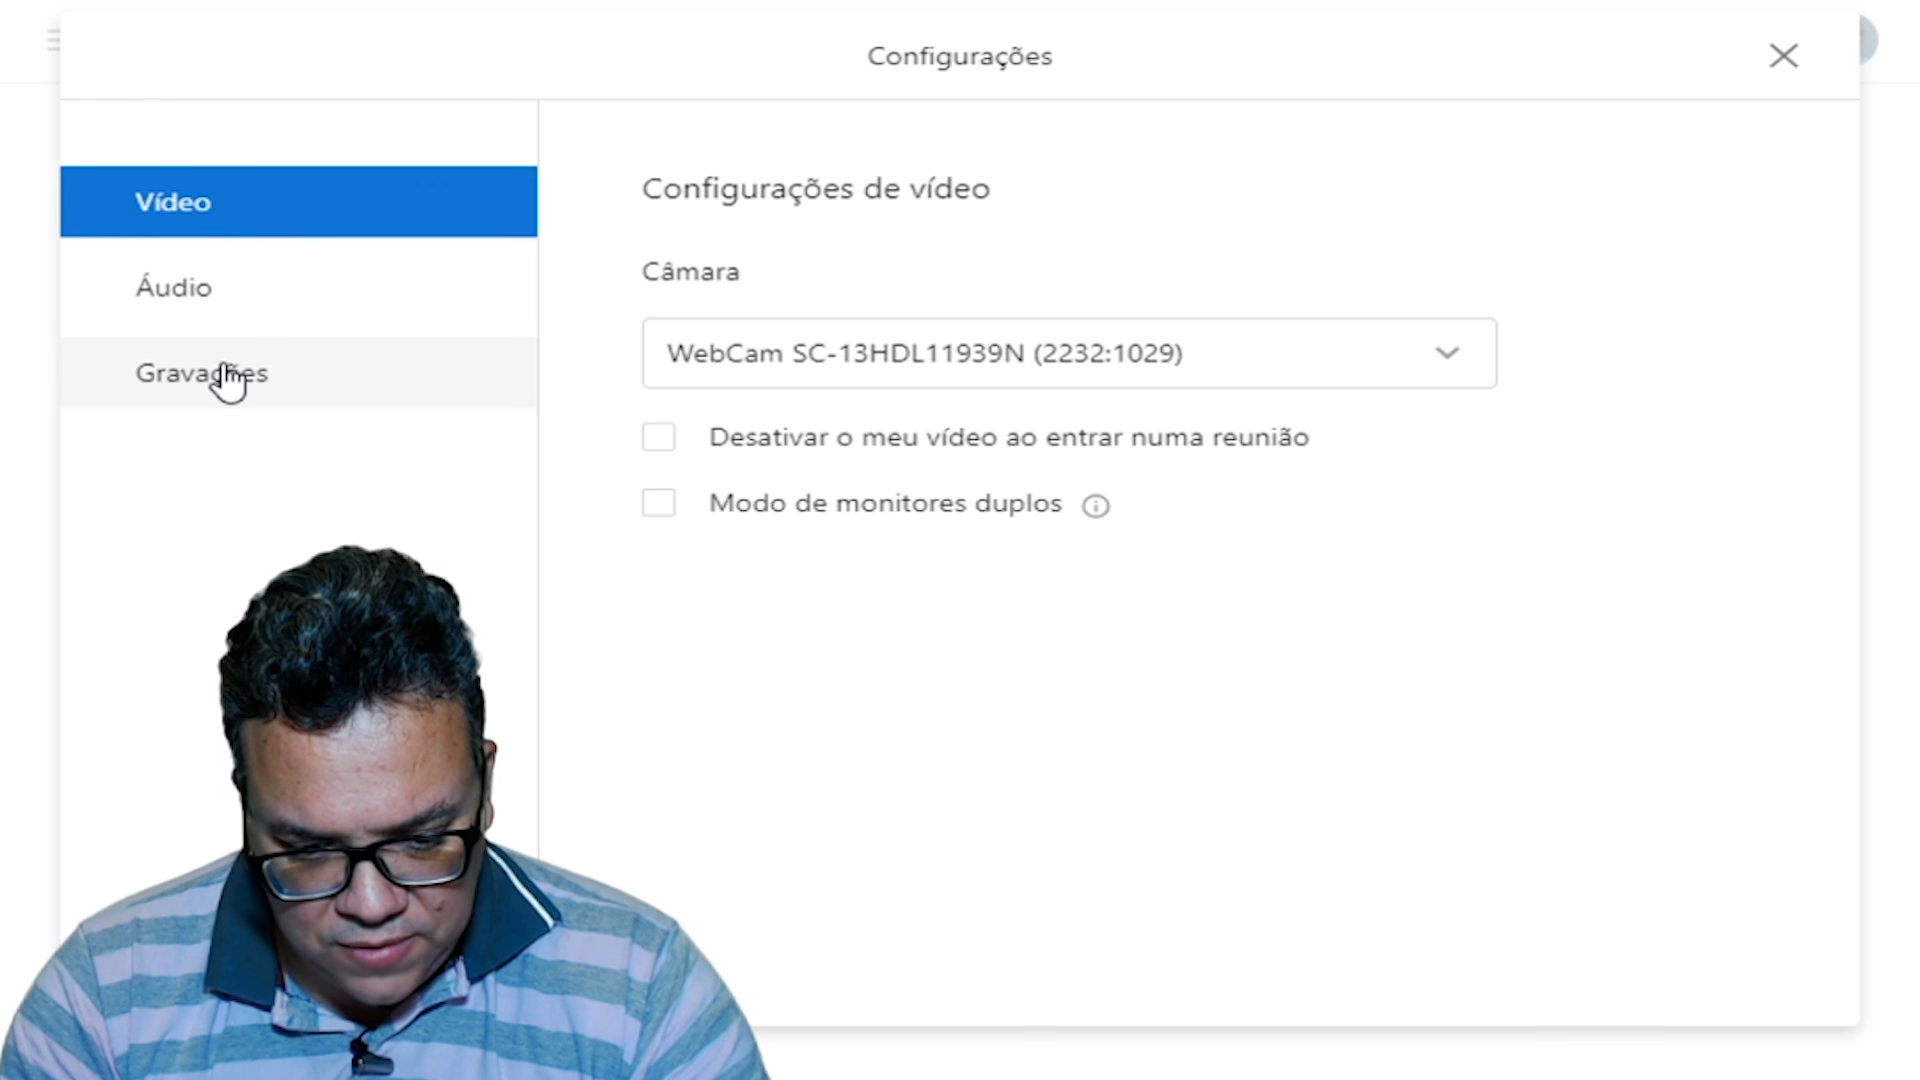 Configurações
Vídeo
Áudio
Gravações
Configurações de vídeo
Câmara
WebCam SC-13HDL11939N (2232:1029)
Desativar o meu vídeo ao entrar numa reunião
Modo de monitores duplos